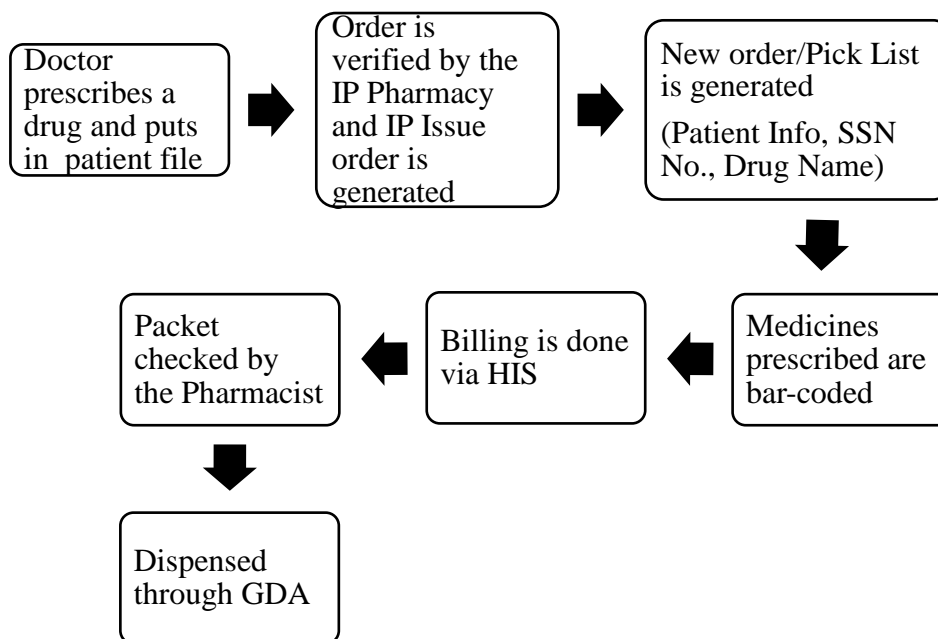 Doctor
prescribes a
drug and puts
in patient file
Order is
verified by the
IP Pharmacy
and IP Issue
order is
generated
New order/Pick List
is generated
(Patient Info, SSN
No., Drug Name)
Medicines
prescribed are
bar-coded
Billing is done
via HIS
Packet
checked by
the Pharmacist
Dispensed
through GDA